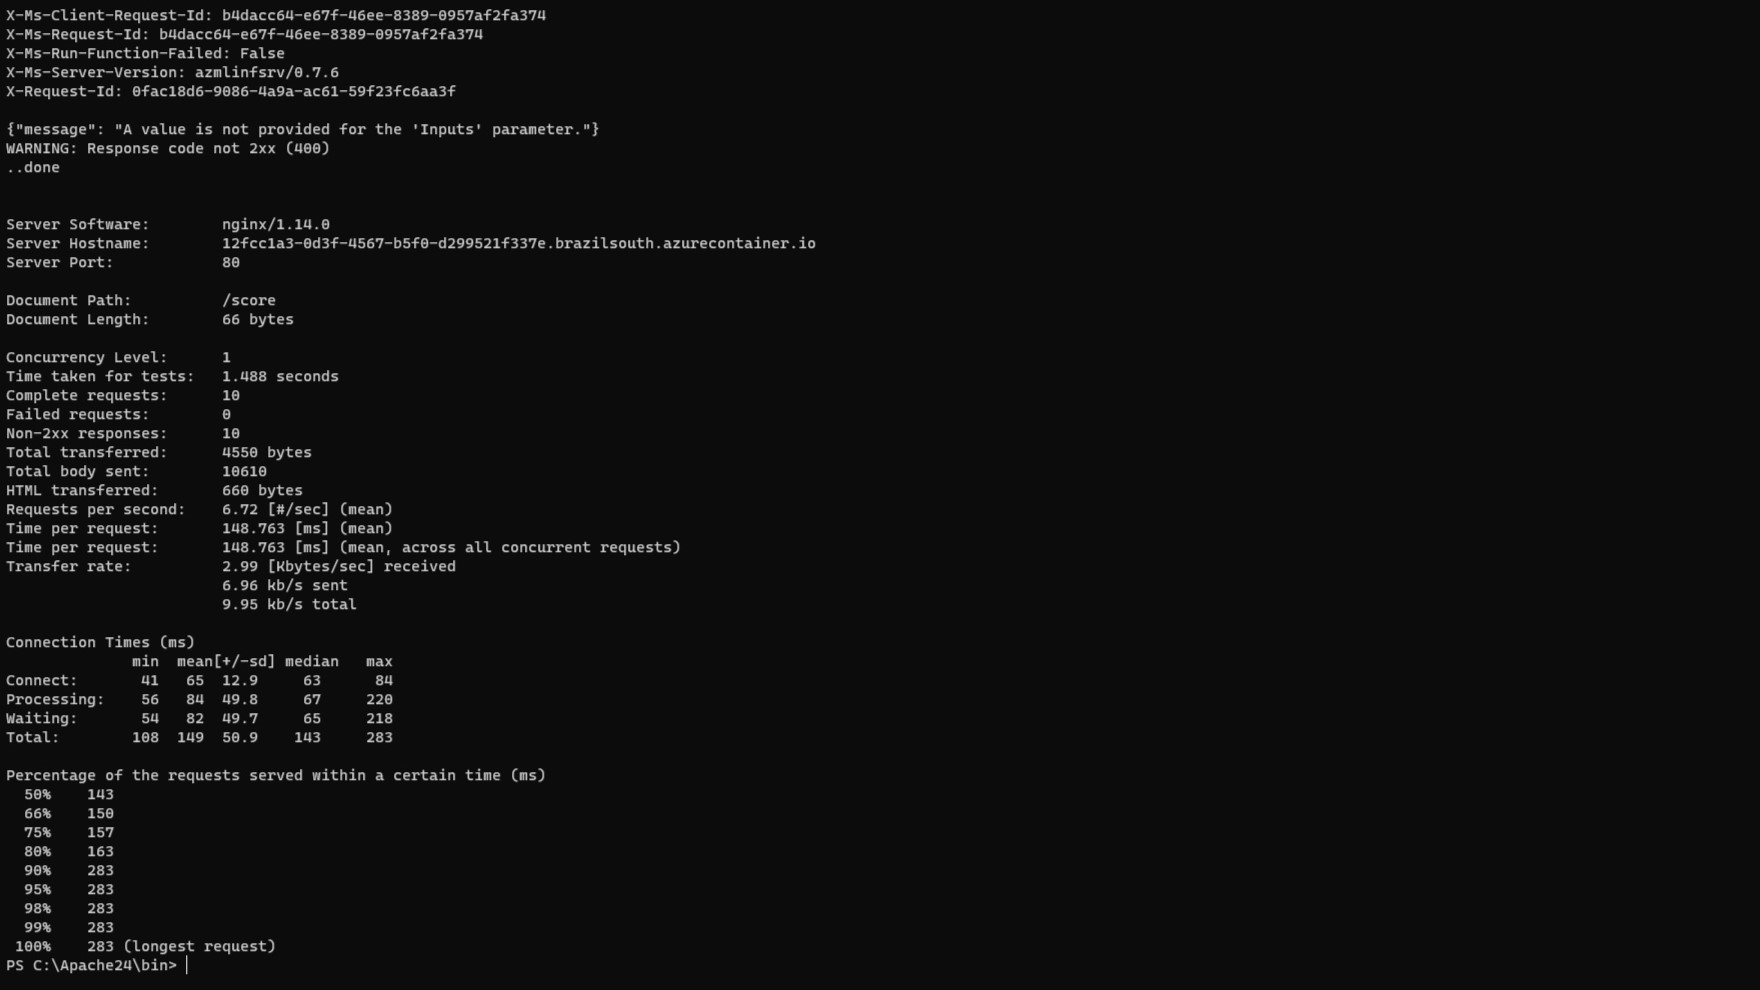 X-Ms-Client-Request-Id: b4dacc64-e67f-46ee-8389-0957af2fa374
X-Ms-Request-Id: b4dacc64-e67f-46ee-8389-0957af2fa374
X-Ms-Run-Function-Failed: False
X-Ms-Server-Version: azmlinfsrv/0.7.6
X-Request-Id: 0fac18d6-9086-4a9a-ac61-59f23fc6aa3f
{"message": "A value is not provided for the 'Inputs' parameter."}
WARNING: Response code not 2xx (400)
..done
Server Software:        nginx/1.14.0
Server Hostname:        12fcc1a3-0d3f-4567-b5f0-d299521f337e.brazilsouth.azurecontainer.io
Server Port:            80
Document Path:          /score
Document Length:        66 bytes
Concurrency Level:      1
Time taken for tests:   1.488 seconds
Complete requests:      10
Failed requests:        0
Non-2xx responses:      10
Total transferred:      4550 bytes
Total body sent:        10610
HTML transferred:       660 bytes
Requests per second:    6.72 [#/sec] (mean)
Time per request:       148.763 [ms] (mean)
Time per request:       148.763 [ms] (mean, across all concurrent requests)
Transfer rate:          2.99 [Kbytes/sec] received
                        6.96 kb/s sent
                        9.95 kb/s total
Connection Times (ms)
              min  mean[+/-sd] median   max
Connect:       41   65  12.9     63      84
Processing:    56   84  49.8     67     220
Waiting:       54   82  49.7     65     218
Total:        108  149  50.9    143     283
Percentage of the requests served within a certain time (ms)
  50%    143
  66%    150
  75%    157
  80%    163
  90%    283
  95%    283
  98%    283
  99%    283
 100%    283 (longest request)
PS C:\Apache24\bin>